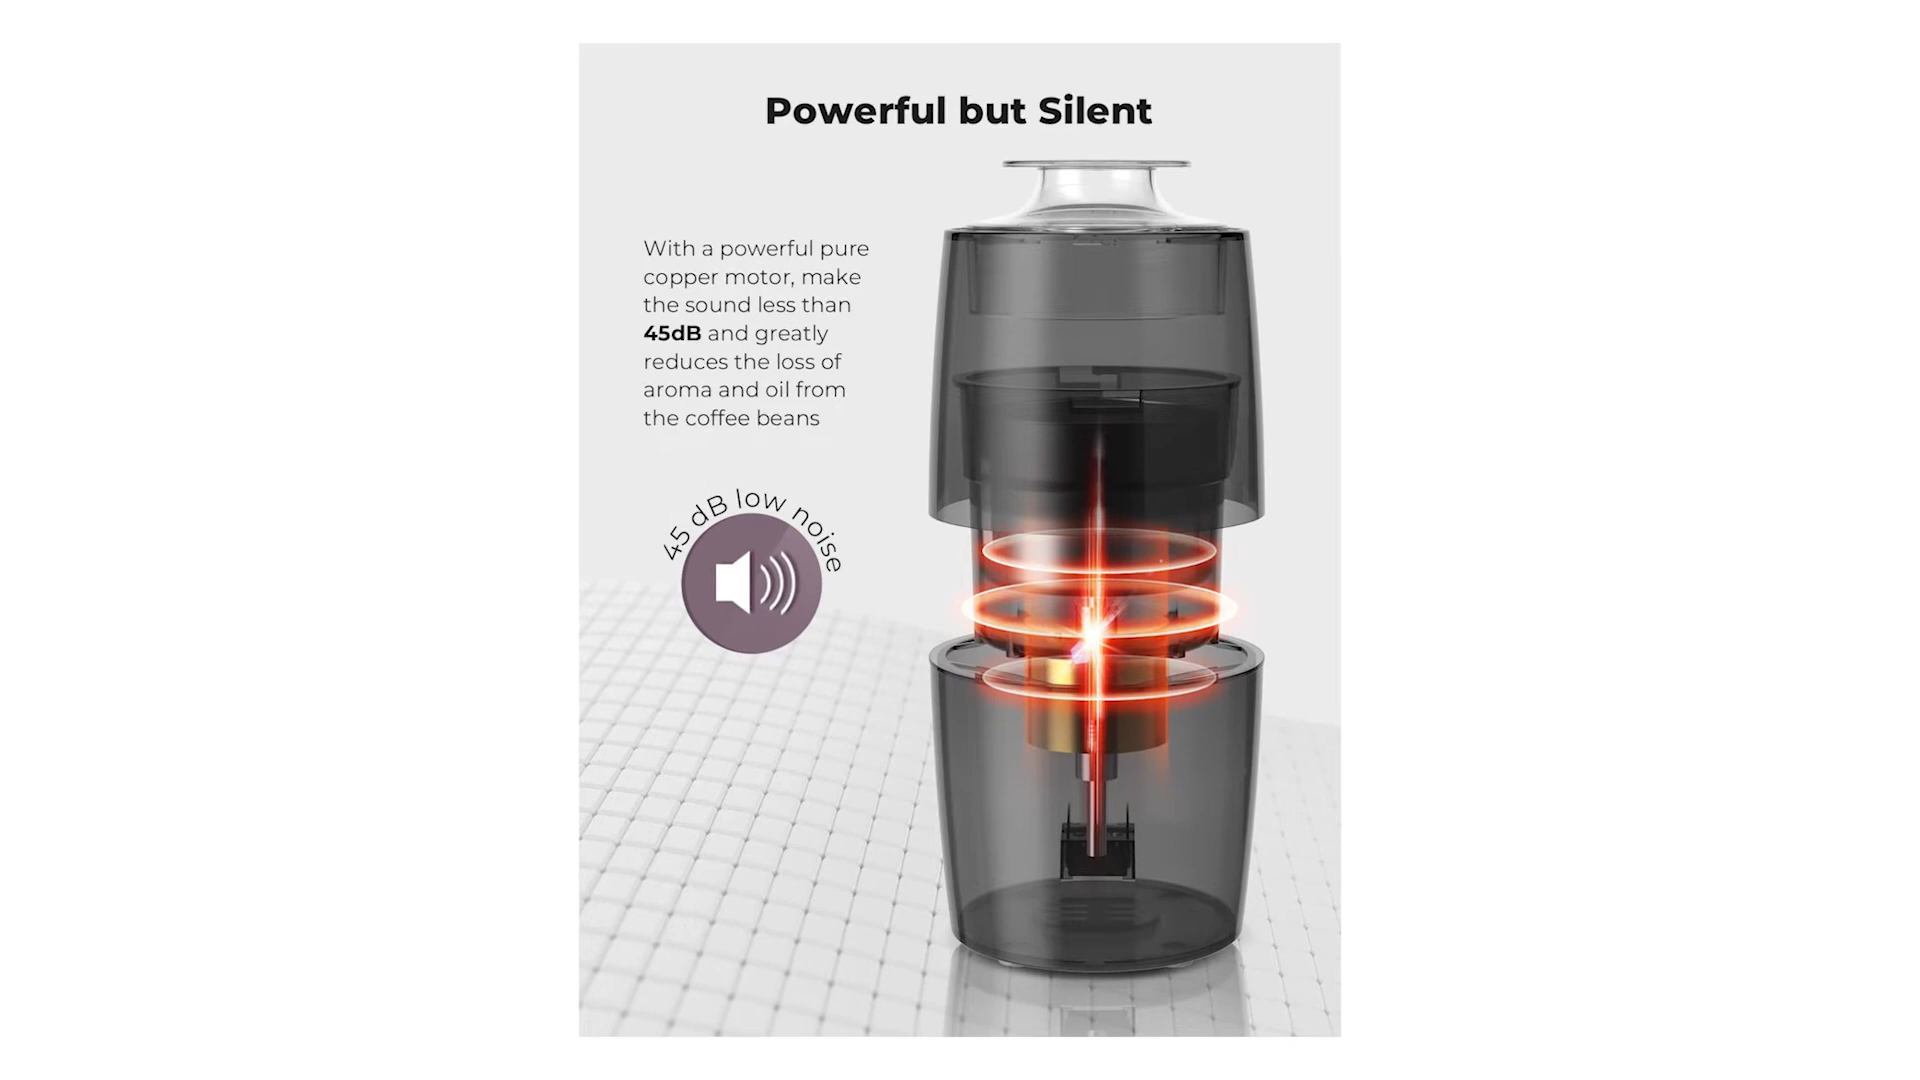 Powerful but Silent
With a powerful pure
copper motor, make
the sound less than
45dB and greatly
reduces the loss of
aroma and oil from
the coffee beans
45 dB low noise